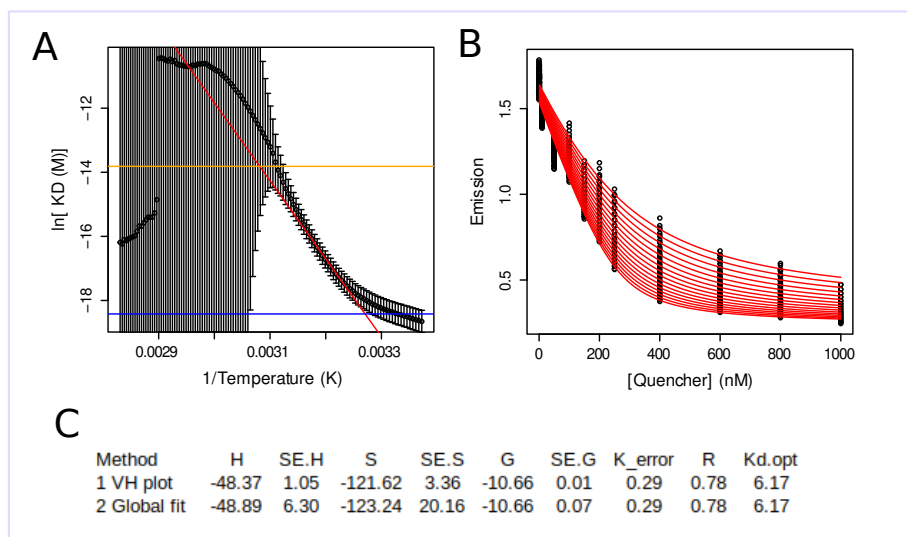 A
ln[ KD (M)]
-12
-14
-16
-18
0.0029
0.0031
0.0033
1/Temperature (K)
B
Emission
1.5
1.0
0.5
0
200
400
600
800
1000
[Quencher] (nM)
C
Method H SE.H S SE.S G SE.G K_error R Kd.opt
1 VH plot -48.37 1.05 -121.62 3.36 -10.66 0.01 0.29 0.78 6.17
2 Global fit -48.89 6.30 -123.24 20.16 -10.66 0.07 0.29 0.78 6.17